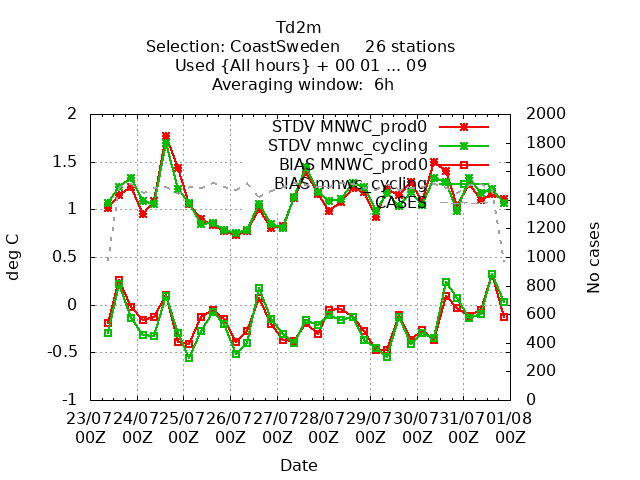 Td2m
Selection: CoastSweden 26 stations
Used {All hours} + 00 01 ... 09
Averaging window: 6h
2
1.5
1
0.5
0
-0.5
-1
deg C
2000
1800
1600
1400
1200
1000
800
600
400
200
0
No cases
STDV MNWC_prod0
STDV mnwc_cycling
BIAS MNWC_prod0
BIAS mnwc_cycling
CASES
23/07 24/07 25/07 26/07 27/07 28/07 29/07 30/07 31/07 01/08
00Z 00Z 00Z 00Z 00Z 00Z 00Z 00Z 00Z 00Z
Date